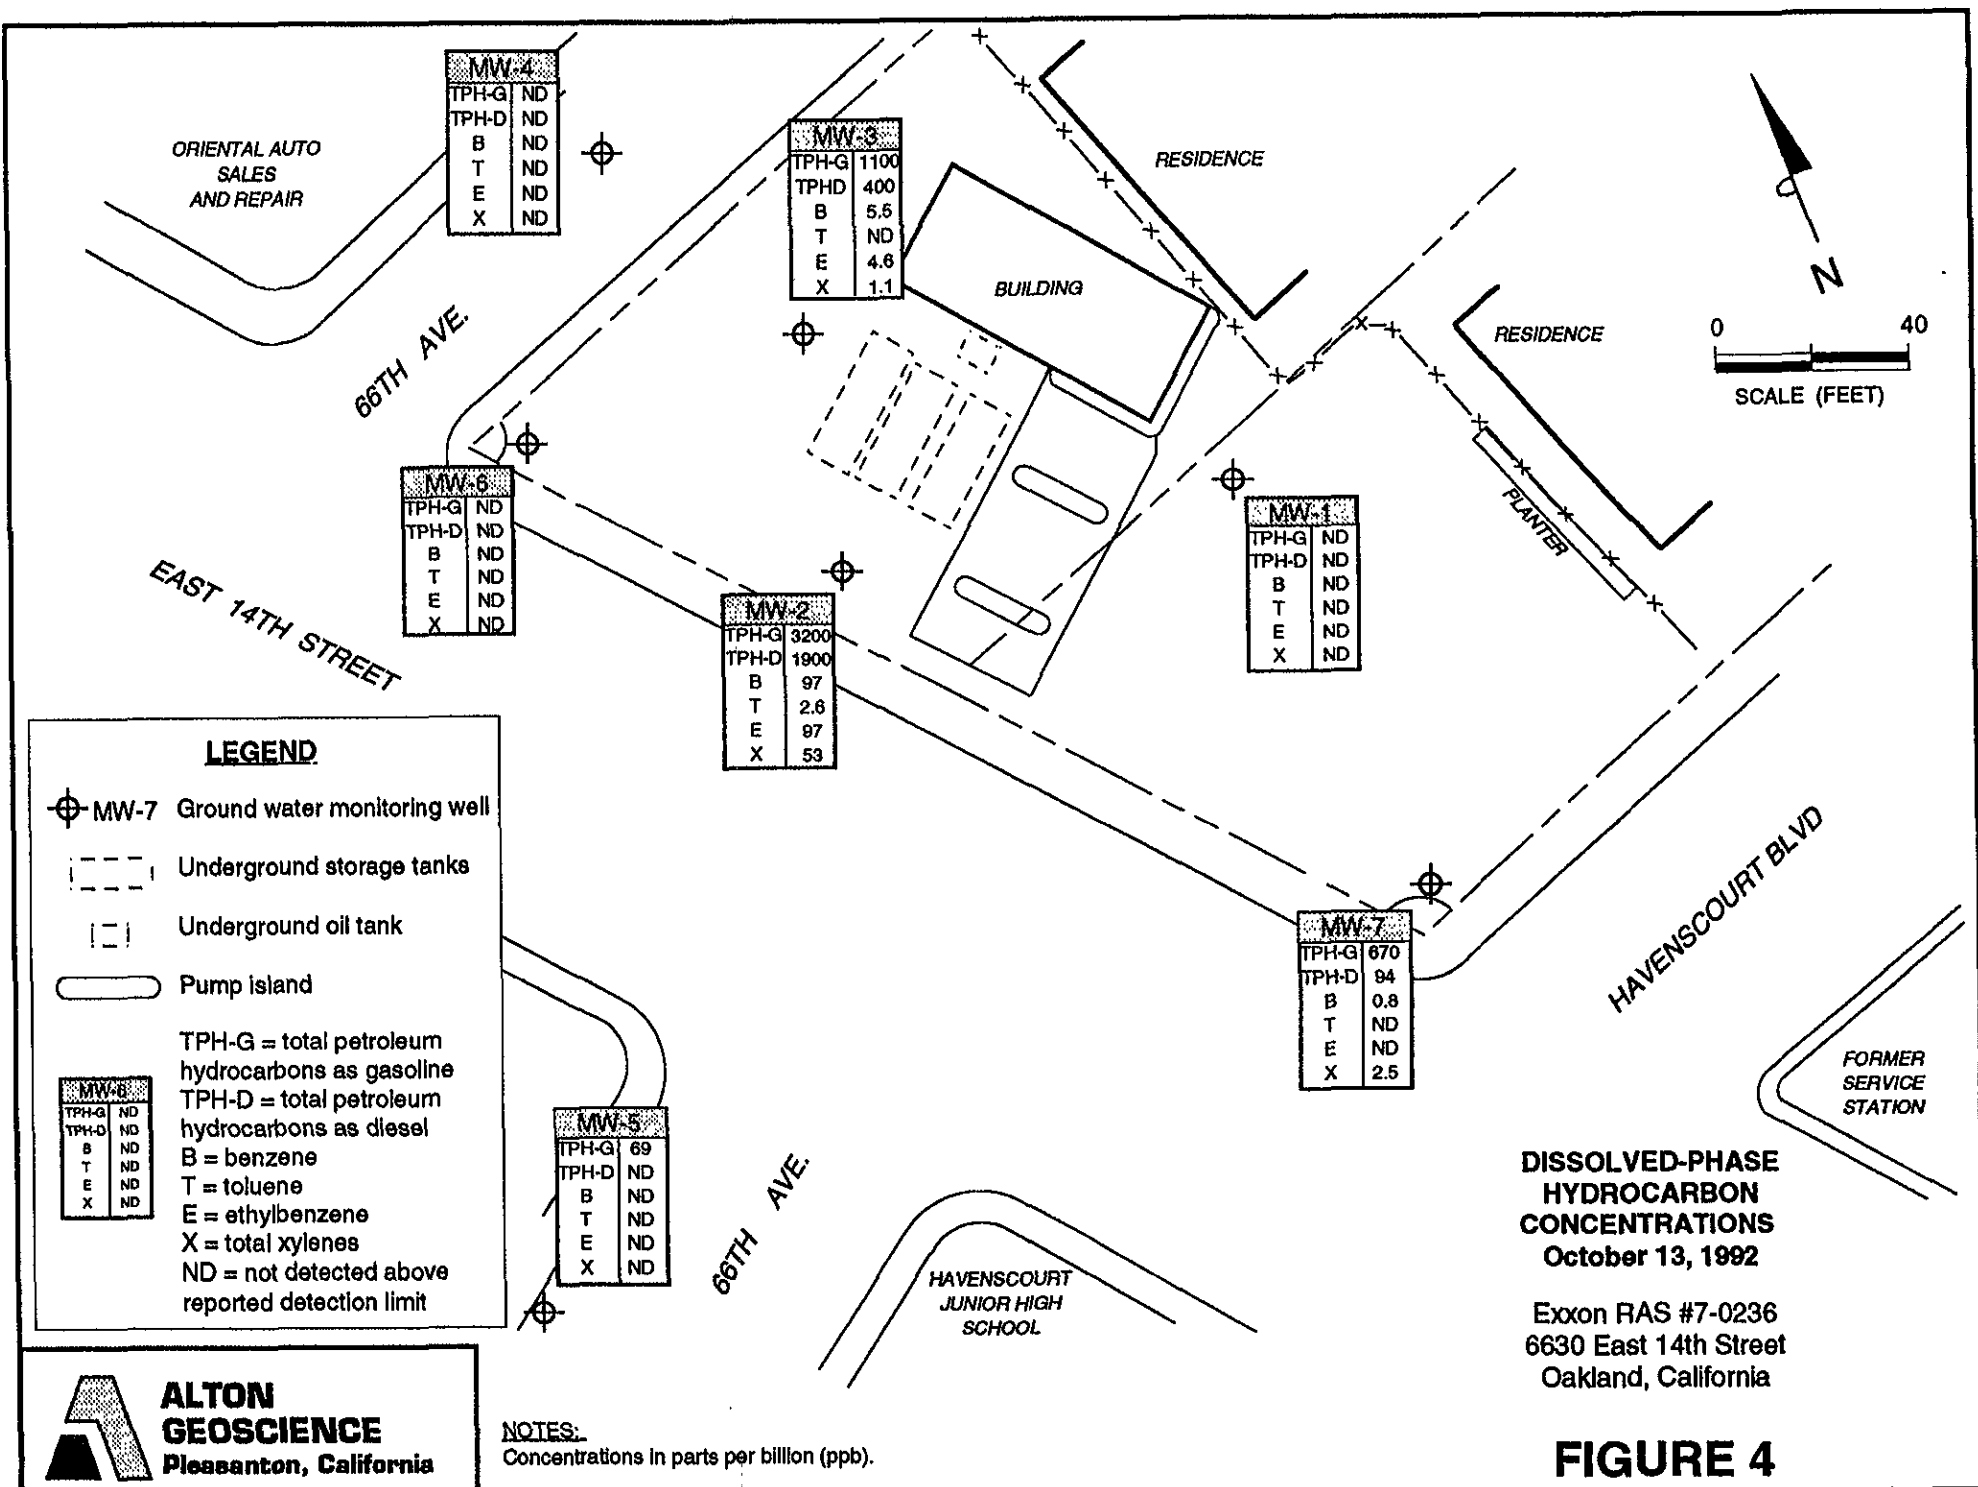 MW-4
TPH-G ND
TPH-D ND
B ND
T ND
E ND
X ND
ORIENTAL AUTO
SALES
AND REPAIR
MW-3
TPH-G 1100
TPHD 400
B 5.5
T ND
E 4.6
X 1.1
RESIDENCE
BUILDING
N
RESIDENCE
0 40
SCALE (FEET)
66TH AVE.
PLANTER
MW-6
TPH-G ND
TPH-D ND
B ND
T ND
E ND
X ND
MW-1
TPH-G ND
TPH-D ND
B ND
T ND
E ND
X ND
EAST 14TH STREET
MW-2
TPH-G 3200
TPH-D 1900
B 97
T 2.6
E 97
X 53
HAVENSCOURT BLVD
MW-7
TPH-G 670
TPH-D 94
B 0.8
T ND
E ND
X 2.5
FORMER
SERVICE
STATION
LEGEND
MW-7 Ground water monitoring well
Underground storage tanks
Underground oil tank
Pump island
MW-6
TPH-G ND
TPH-D ND
B ND
T ND
E ND
X ND
TPH-G = total petroleum
hydrocarbons as gasoline
TPH-D = total petroleum
hydrocarbons as diesel
B = benzene
T = toluene
E = ethylbenzene
X = total xylenes
ND = not detected above
reported detection limit
MW-5
TPH-G 69
TPH-D ND
B ND
T ND
E ND
X ND
66TH AVE.
HAVENSCOURT
JUNIOR HIGH
SCHOOL
DISSOLVED-PHASE
HYDROCARBON
CONCENTRATIONS
October 13, 1992
Exxon RAS #7-0236
6630 East 14th Street
Oakland, California
ALTON
GEOSCIENCE
Pleasanton, California
NOTES:
Concentrations in parts per billion (ppb).
FIGURE 4